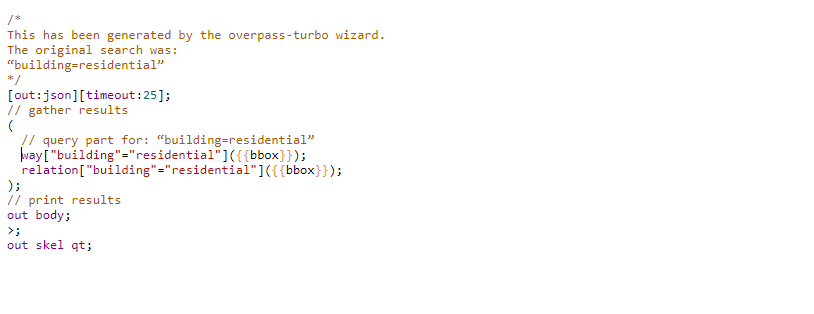 /*
This has been generated by the overpass-turbo wizard.
The original search was:
“building=residential”
*/
[out:json][timeout:25];
// gather results
(
  // query part for: “building=residential”
  way["building"="residential"]({{bbox}});
  relation["building"="residential"]({{bbox}});
);
// print results
out body;
>;
out skel qt;